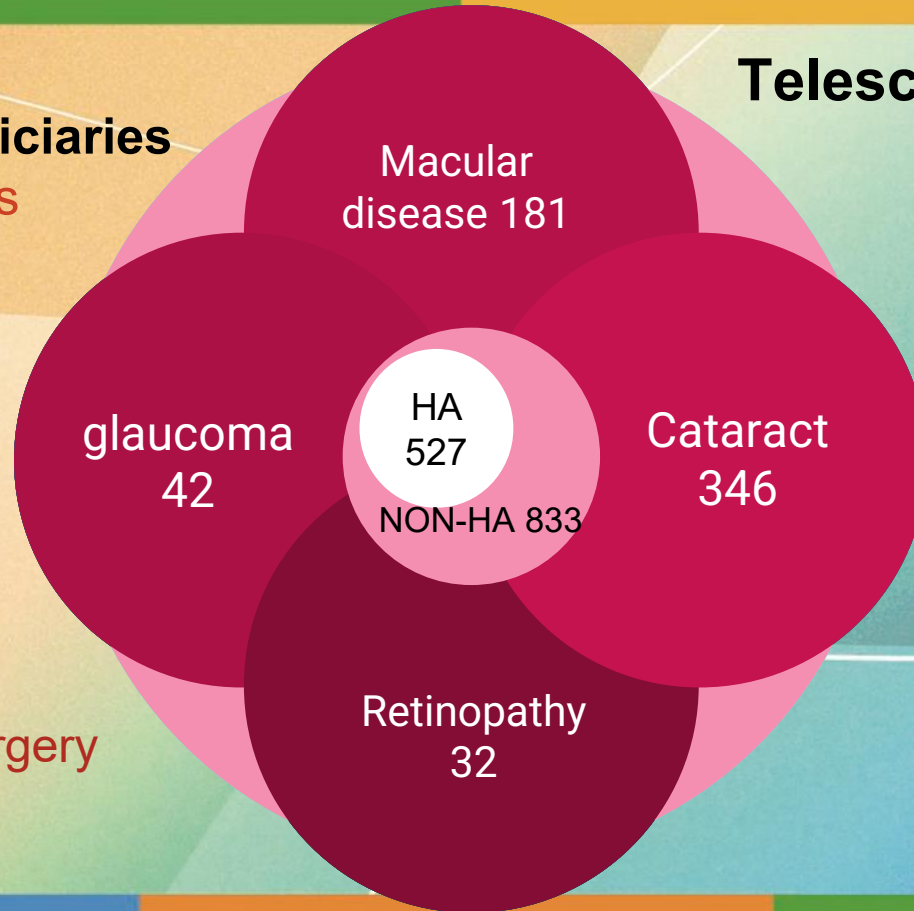 Telesc
iciaries
s
Macular
disease 181
glaucoma
42
HA
527
Cataract
346
NON-HA 833
Retinopathy
32
rgery